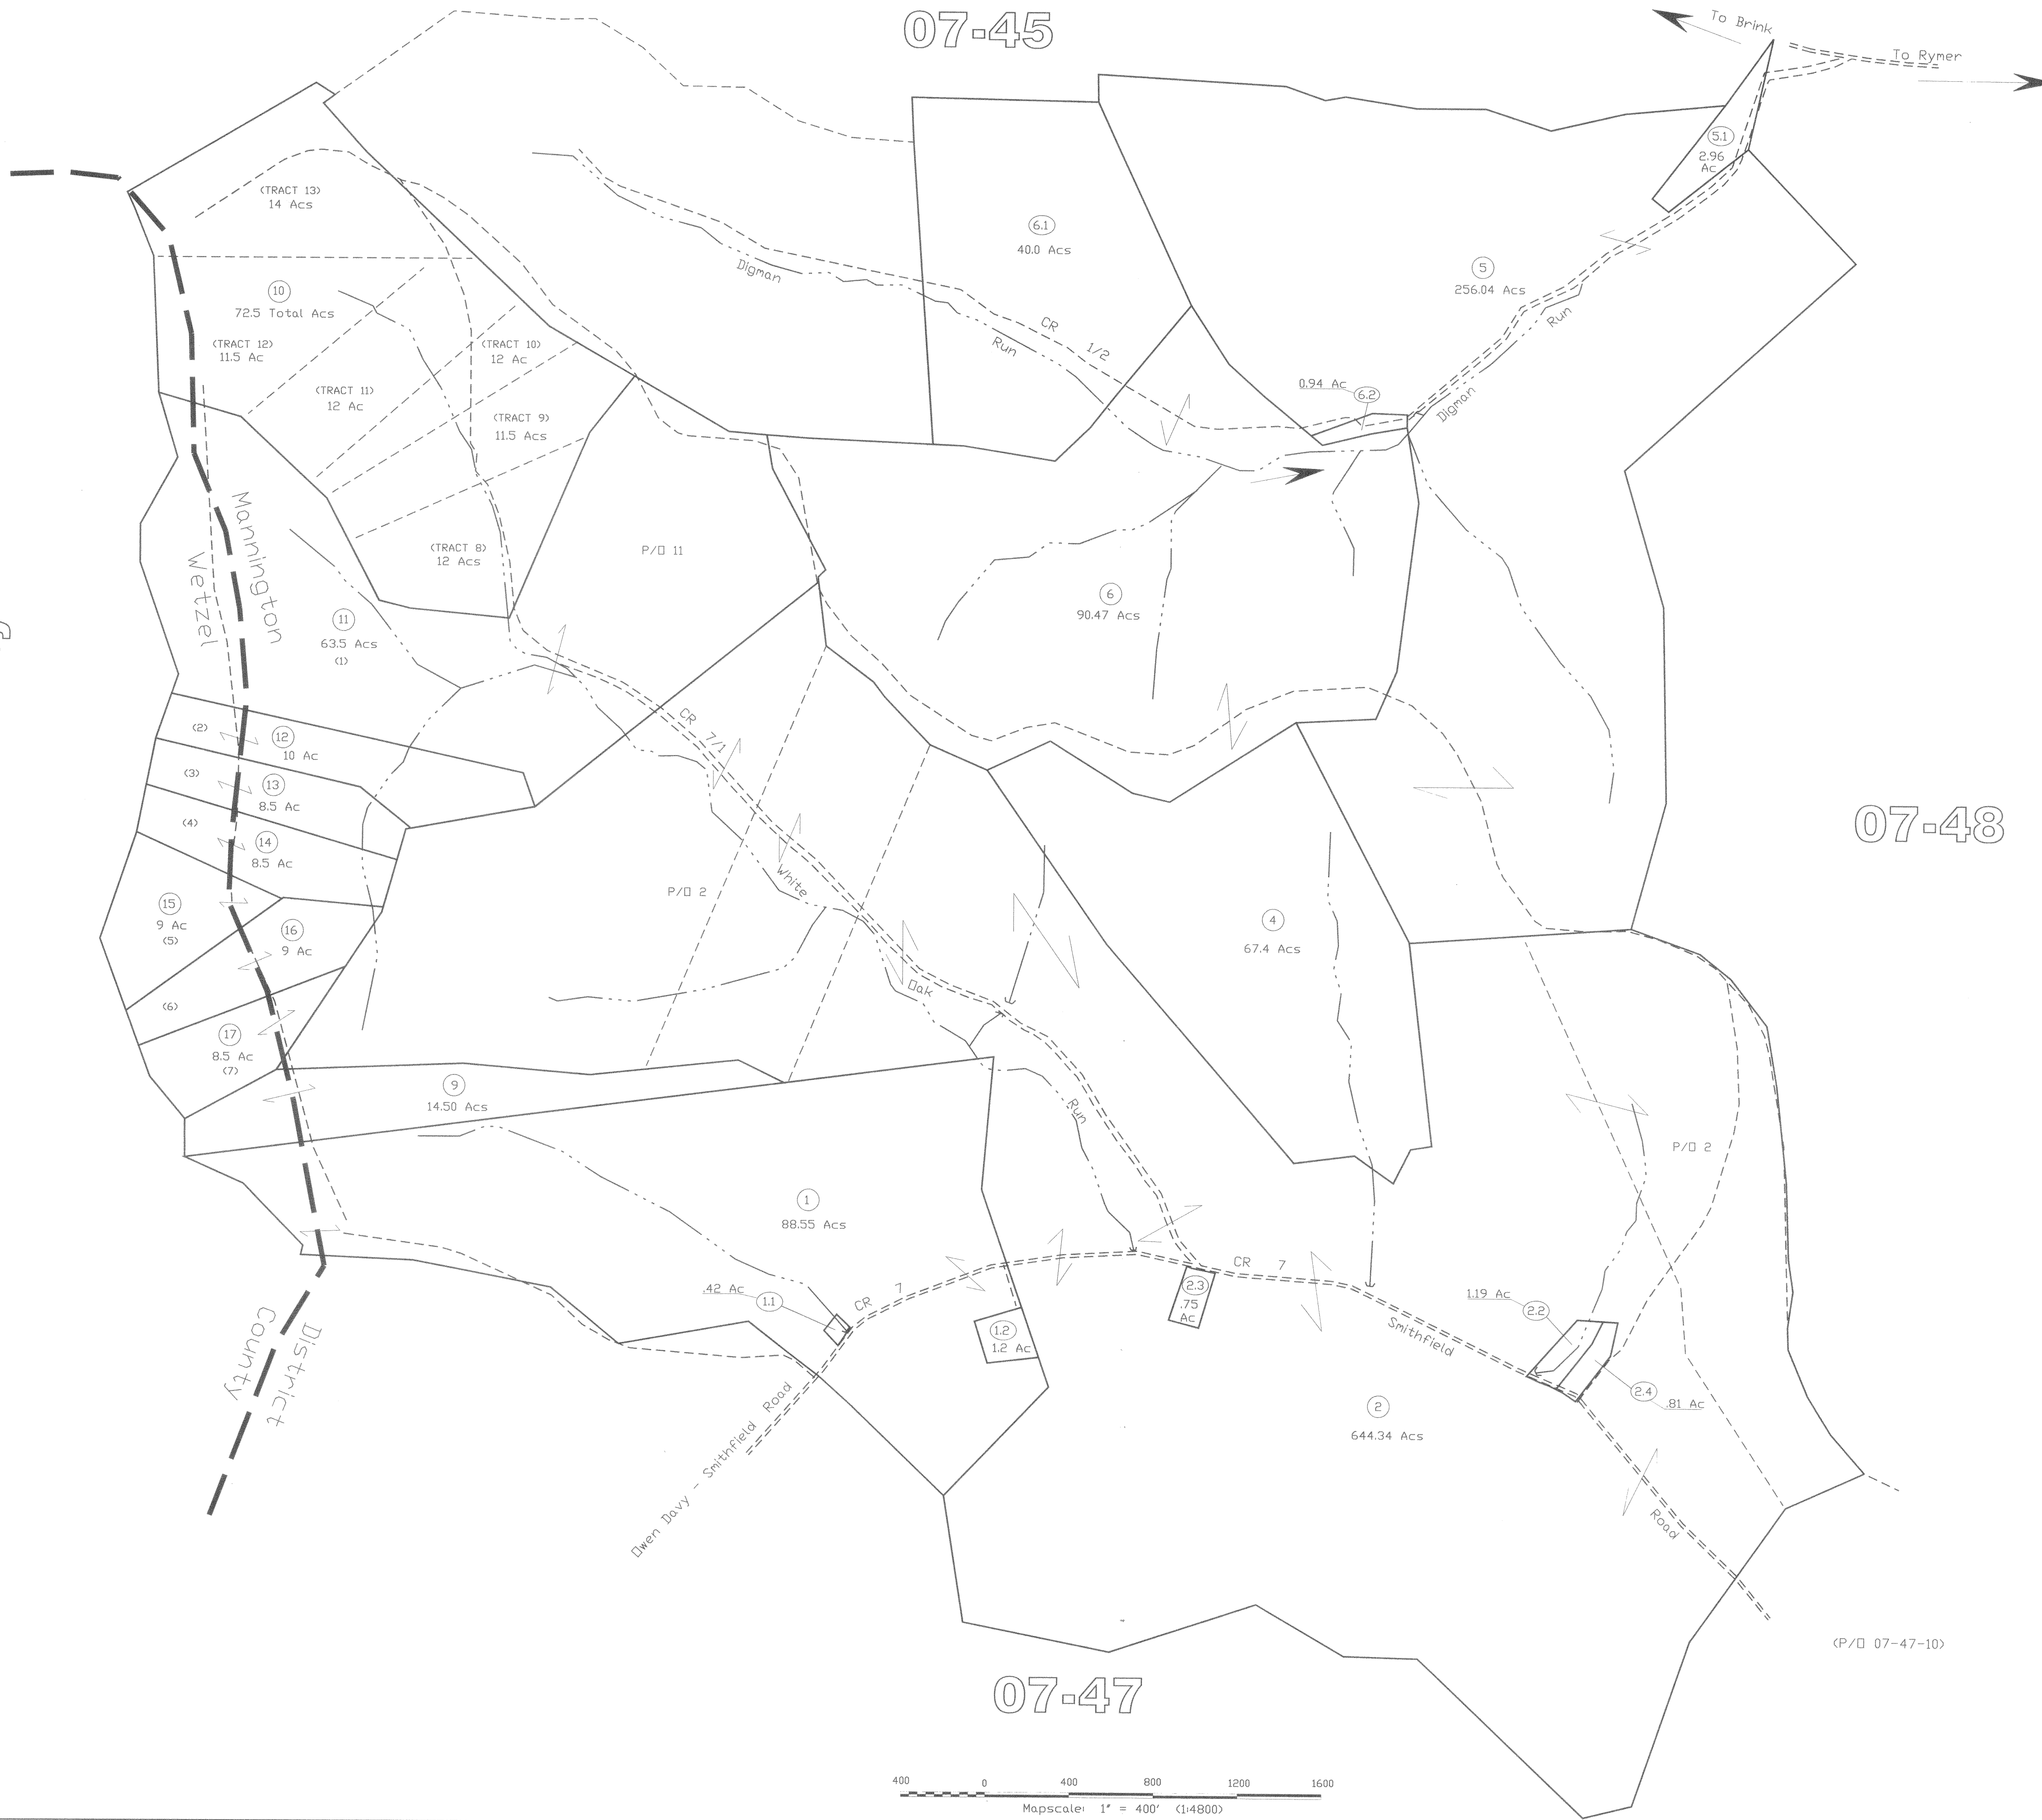 07-45
To Brink
To Rymer
5.1
2.96
Ac
(TRACT 13)
14 Acs
6.1
40.0 Acs
Digman
Run
CR
1/2
5
256.04 Acs
Run
Digman
10
72.5 Total Acs
(TRACT 12)
11.5 Ac
(TRACT 10)
12 Ac
(TRACT 11)
12 Ac
(TRACT 9)
11.5 Acs
0.94 Ac
6.2
Mannington
Wetzel
(TRACT 8)
12 Acs
P/O 11
6
90.47 Acs
11
63.5 Acs
(1)
(2)
12
10 Ac
CR
7/1
(3)
13
8.5 Ac
(4)
14
8.5 Ac
07-48
15
9 Ac
(5)
16
9 Ac
P/O 2
White
Oak
Run
4
67.4 Acs
(6)
17
8.5 Ac
(7)
9
14.50 Acs
P/O 2
1
88.55 Acs
.42 Ac
1.1
CR
7
1.2
1.2 Ac
2.3
.75
Ac
CR
7
Smithfield
1.19 Ac
2.2
2.4
.81 Ac
District
County
Owen Davy - Smithfield Road
2
644.34 Acs
Road
(P/O 07-47-10)
07-47
400
0
400
800
1200
1600
Mapscale: 1" = 400' (1:4800)